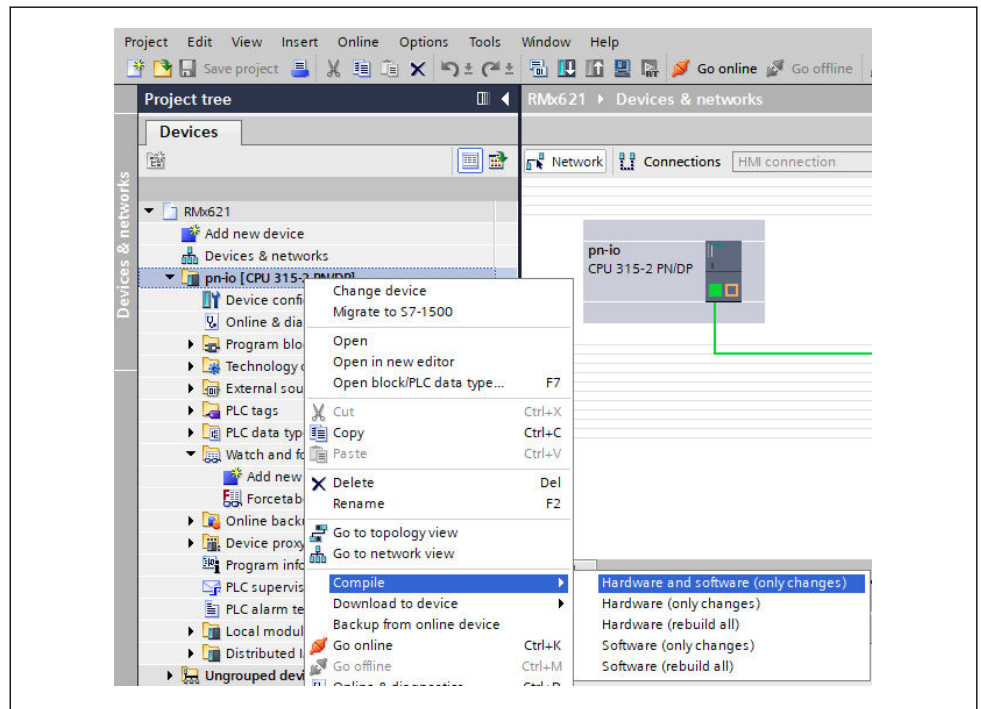 Project Edit View Insert Online Options Tools Window Help
Save project Go online Go offline
Project tree
RMx621 Devices & networks
Devices
Network Connections HMI connection
Devices & networks
RMx621
Add new device
Devices & networks
pn-io [CPU 315-2 PN/DP]
Device confi
Online & dia
Program blo
Technology
External sou
PLC tags
PLC data typ
Watch and fo
Add new
Forcetab
Online back
Device proxy
Program info
PLC supervis
PLC alarm te
Local modul
Distributed I
Ungrouped devi
pn-io
CPU 315-2 PN/DP
Change device
Migrate to S7-1500
Open
Open in new editor
Open block/PLC data type... F7
Cut Ctrl+X
Copy Ctrl+C
Paste Ctrl+V
Delete Del
Rename F2
Go to topology view
Go to network view
Compile
Download to device
Backup from online device
Go online Ctrl+K
Go offline Ctrl+M
Online & diagnostics Ctrl+D
Hardware and software (only changes)
Hardware (only changes)
Hardware (rebuild all)
Software (only changes)
Software (rebuild all)